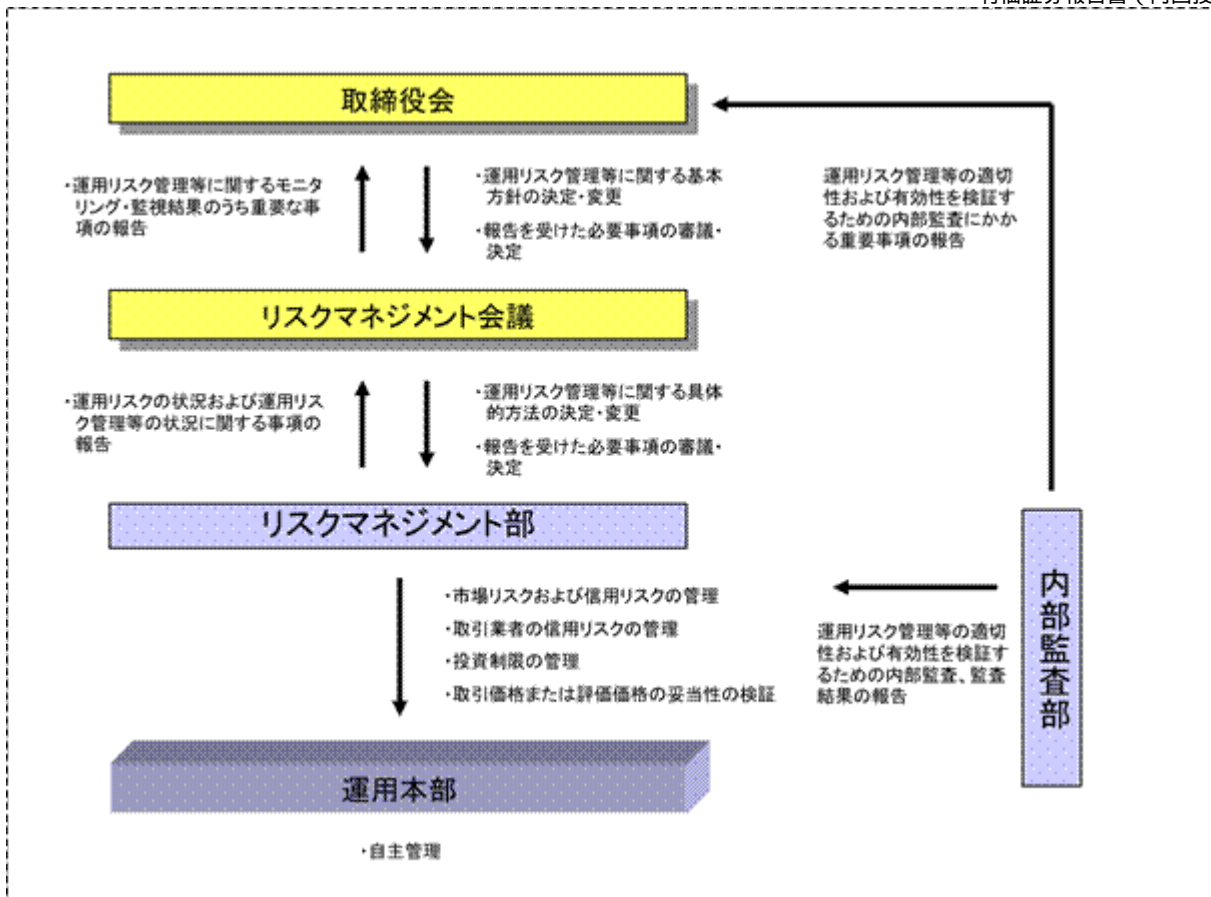 取締役会
・運用リスク管理等に関するモニタ
リング・監視結果のうち重要な事
項の報告
・運用リスク管理等に関する基本
方針の決定・変更
・報告を受けた必要事項の審議・
決定
運用リスク管理等の適切
性および有効性を検証す
るための内部監査にかか
る重要事項の報告
リスクマネジメント会議
・運用リスクの状況および運用リス
ク管理等の状況に関する事項の
報告
・運用リスク管理等に関する具体
的方法の決定・変更
・報告を受けた必要事項の審議・
決定
リスクマネジメント部
・市場リスクおよび信用リスクの管理
・取引業者の信用リスクの管理
・投資制限の管理
・取引価格または評価価格の妥当性の検証
運用リスク管理等の適切
性および有効性を検証す
るための内部監査、監査
結果の報告
内部監査部
運用本部
・自主管理